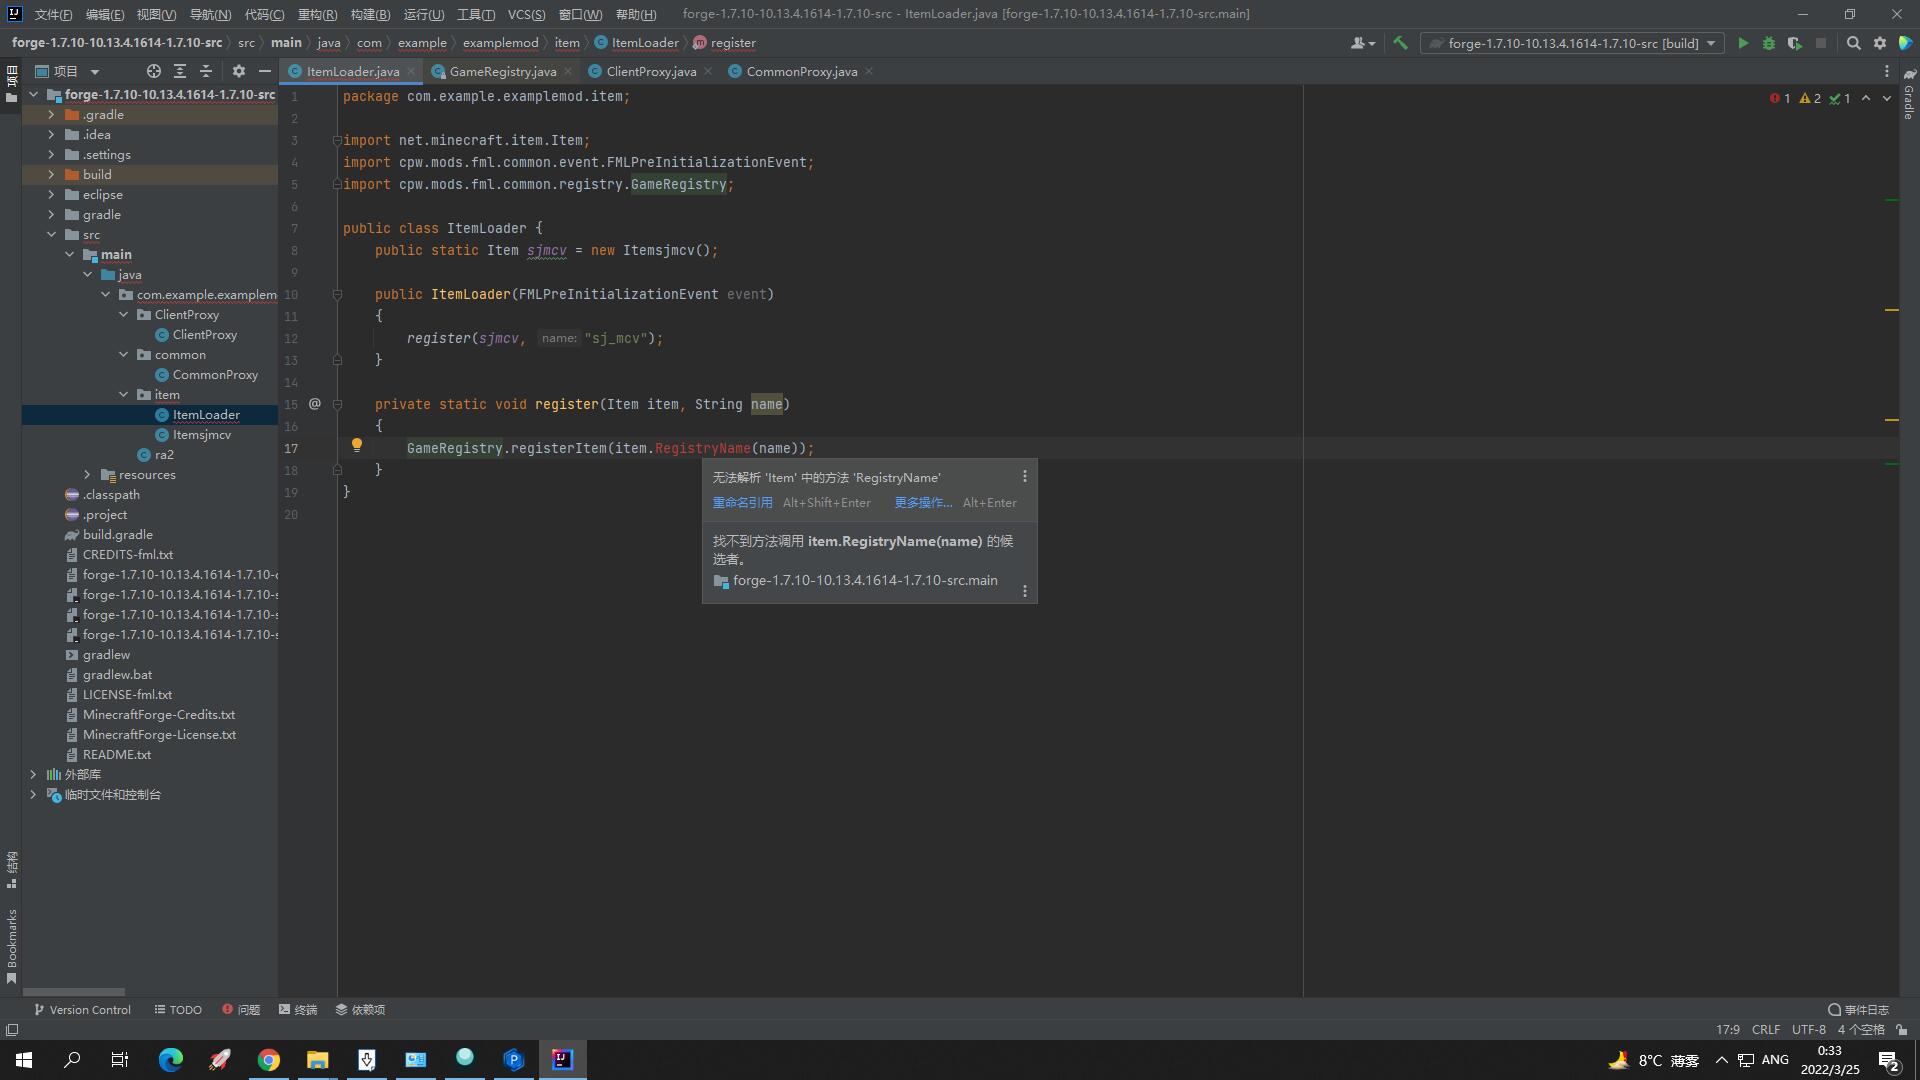 文件(F) 编辑(E) 视图(V) 导航(N) 代码(C) 重构(R) 构建(B) 运行(U) 工具(T) VCS(S) 窗口(W) 帮助(H) forge-1.7.10-10.13.4.1614-1.7.10-src - ItemLoader.java [forge-1.7.10-10.13.4.1614-1.7.10-src.main]
forge-1.7.10-10.13.4.1614-1.7.10-src src main java com example examplemod item ItemLoader register forge-1.7.10-10.13.4.1614-1.7.10-src [build]
项目 ItemLoader.java GameRegistry.java ClientProxy.java CommonProxy.java
项目
forge-1.7.10-10.13.4.1614-1.7.10-src
.gradle
.idea
.settings
build
eclipse
gradle
src
main
java
com.example.examplem
ClientProxy
ClientProxy
common
CommonProxy
item
ItemLoader
Itemsjmcv
ra2
resources
.classpath
.project
build.gradle
CREDITS-fml.txt
forge-1.7.10-10.13.4.1614-1.7.10-c
forge-1.7.10-10.13.4.1614-1.7.10-s
forge-1.7.10-10.13.4.1614-1.7.10-s
forge-1.7.10-10.13.4.1614-1.7.10-s
gradlew
gradlew.bat
LICENSE-fml.txt
MinecraftForge-Credits.txt
MinecraftForge-License.txt
README.txt
外部库
临时文件和控制台
结构
Bookmarks
1 package com.example.examplemod.item;
2
3 import net.minecraft.item.Item;
4 import cpw.mods.fml.common.event.FMLPreInitializationEvent;
5 import cpw.mods.fml.common.registry.GameRegistry;
6
7 public class ItemLoader {
8 public static Item sjmcv = new Itemsjmcv();
9
10 public ItemLoader(FMLPreInitializationEvent event)
11 {
12 register(sjmcv, name: "sj_mcv");
13 }
14
15 @ private static void register(Item item, String name)
16 {
17 GameRegistry.registerItem(item.RegistryName(name));
18 }
19 }
20
1 2 1
Gradle
无法解析 'Item' 中的方法 'RegistryName'
重命名引用 Alt+Shift+Enter 更多操作... Alt+Enter
找不到方法调用 item.RegistryName(name) 的候
选者。
forge-1.7.10-10.13.4.1614-1.7.10-src.main
Version Control TODO 问题 终端 依赖项 事件日志
17:9 CRLF UTF-8 4 个空格
8°C 薄雾 ANG 0:33
2022/3/25 2